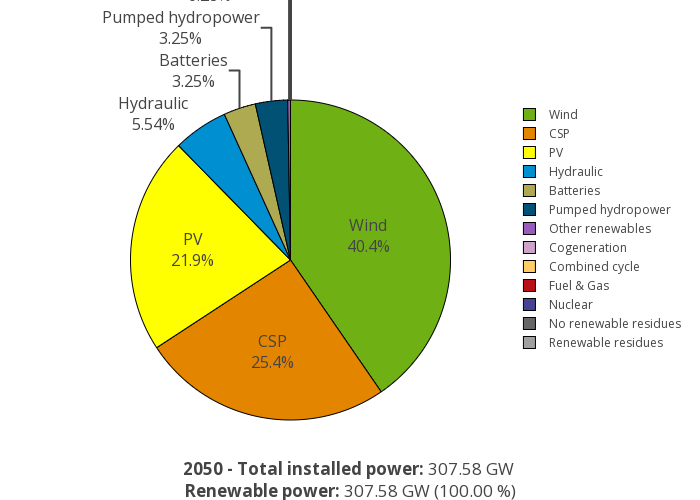 Pumped hydropower
3.25%
Batteries
3.25%
Hydraulic
5.54%
Wind
40.4%
PV
21.9%
CSP
25.4%
Wind
CSP
PV
Hydraulic
Batteries
Pumped hydropower
Other renewables
Cogeneration
Combined cycle
Fuel & Gas
Nuclear
No renewable residues
Renewable residues
2050 - Total installed power: 307.58 GW
Renewable power: 307.58 GW (100.00 %)